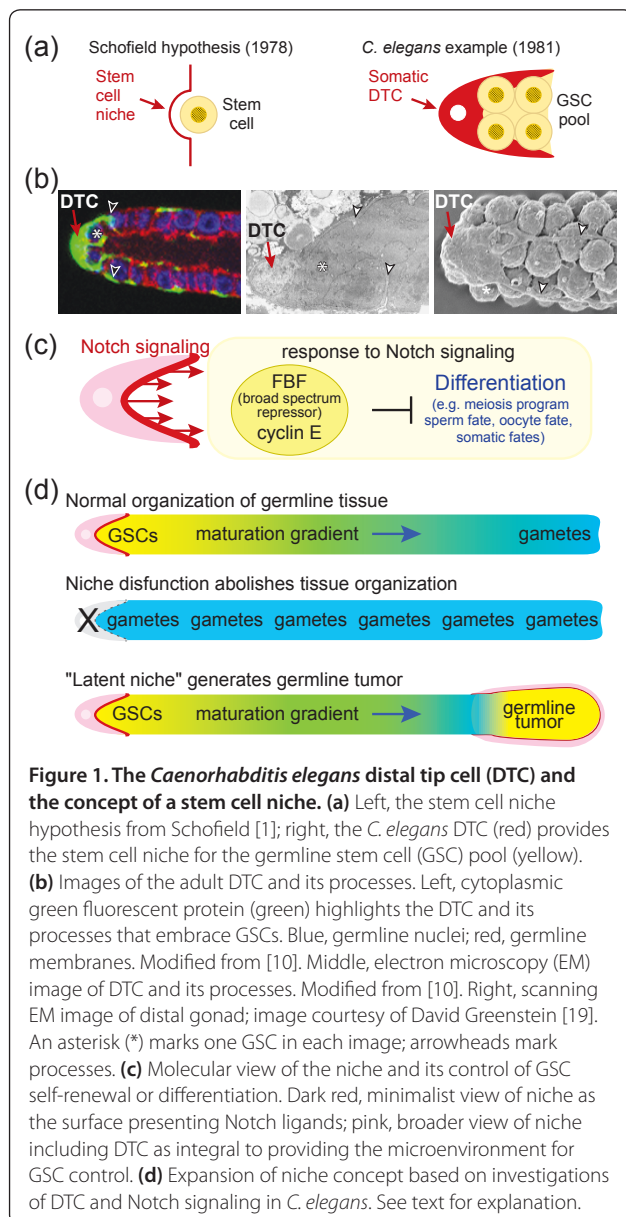 (a)
Schofield hypothesis (1978)
C. elegans example (1981)
Stem
cell
niche
Stem
cell
Somatic
DTC
GSC
pool
(b)
DTC
*
DTC
*
DTC
*
(c)
Notch signaling
response to Notch signaling
FBF
(broad spectrum
repressor)
cyclin E
Differentiation
(e.g. meiosis program
sperm fate, oocyte fate,
somatic fates)
(d)
Normal organization of germline tissue
GSCs maturation gradient gametes
Niche disfunction abolishes tissue organization
X gametes gametes gametes gametes gametes gametes
"Latent niche" generates germline tumor
GSCs maturation gradient germline
tumor
Figure 1. The Caenorhabditis elegans distal tip cell (DTC) and
the concept of a stem cell niche. (a) Left, the stem cell niche
hypothesis from Schofield [1]; right, the C. elegans DTC (red) provides
the stem cell niche for the germline stem cell (GSC) pool (yellow).
(b) Images of the adult DTC and its processes. Left, cytoplasmic
green fluorescent protein (green) highlights the DTC and its
processes that embrace GSCs. Blue, germline nuclei; red, germline
membranes. Modified from [10]. Middle, electron microscopy (EM)
image of DTC and its processes. Modified from [10]. Right, scanning
EM image of distal gonad; image courtesy of David Greenstein [19].
An asterisk (*) marks one GSC in each image; arrowheads mark
processes. (c) Molecular view of the niche and its control of GSC
self-renewal or differentiation. Dark red, minimalist view of niche as
the surface presenting Notch ligands; pink, broader view of niche
including DTC as integral to providing the microenvironment for
GSC control. (d) Expansion of niche concept based on investigations
of DTC and Notch signaling in C. elegans. See text for explanation.